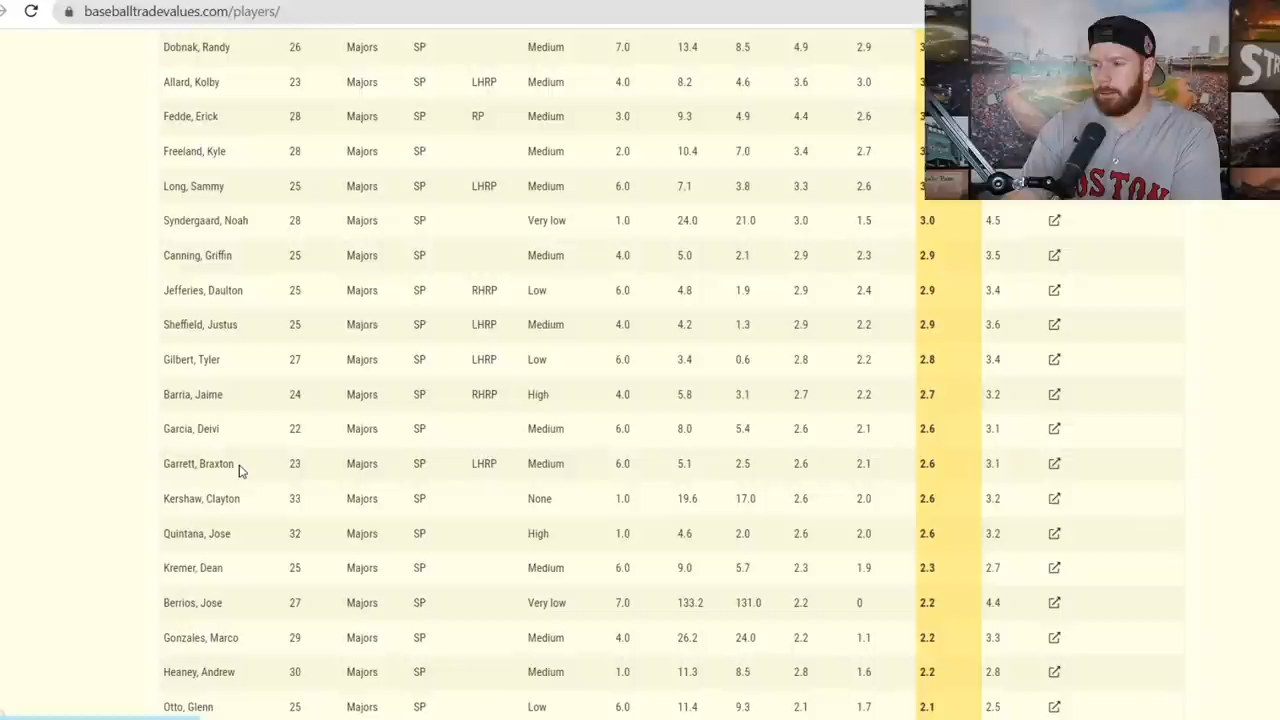 baseballtradevalues.com/players/
Dobnak, Randy 26 Majors SP Medium 7.0 13.4 8.5 4.9 2.9
Allard, Kolby 23 Majors SP LHRP Medium 4.0 8.2 4.6 3.6 3.0
Fedde, Erick 28 Majors SP RP Medium 3.0 9.3 4.9 4.4 2.6
Freeland, Kyle 28 Majors SP Medium 2.0 10.4 7.0 3.4 2.7
Long, Sammy 25 Majors SP LHRP Medium 6.0 7.1 3.8 3.3 2.6
Syndergaard, Noah 28 Majors SP Very low 1.0 24.0 21.0 3.0 1.5 3.0 4.5
Canning, Griffin 25 Majors SP Medium 4.0 5.0 2.1 2.9 2.3 2.9 3.5
Jefferies, Daulton 25 Majors SP RHRP Low 6.0 4.8 1.9 2.9 2.4 2.9 3.4
Sheffield, Justus 25 Majors SP LHRP Medium 4.0 4.2 1.3 2.9 2.2 2.9 3.6
Gilbert, Tyler 27 Majors SP LHRP Low 6.0 3.4 0.6 2.8 2.2 2.8 3.4
Barria, Jaime 24 Majors SP RHRP High 4.0 5.8 3.1 2.7 2.2 2.7 3.2
Garcia, Deivi 22 Majors SP Medium 6.0 8.0 5.4 2.6 2.1 2.6 3.1
Garrett, Braxton 23 Majors SP LHRP Medium 6.0 5.1 2.5 2.6 2.1 2.6 3.1
Kershaw, Clayton 33 Majors SP None 1.0 19.6 17.0 2.6 2.0 2.6 3.2
Quintana, Jose 32 Majors SP High 1.0 4.6 2.0 2.6 2.0 2.6 3.2
Kremer, Dean 25 Majors SP Medium 6.0 9.0 5.7 2.3 1.9 2.3 2.7
Berrios, Jose 27 Majors SP Very low 7.0 133.2 131.0 2.2 0 2.2 4.4
Gonzales, Marco 29 Majors SP Medium 4.0 26.2 24.0 2.2 1.1 2.2 3.3
Heaney, Andrew 30 Majors SP Medium 1.0 11.3 8.5 2.8 1.6 2.2 2.8
Otto, Glenn 25 Majors SP Low 6.0 11.4 9.3 2.1 1.7 2.1 2.5
STR
OSTON